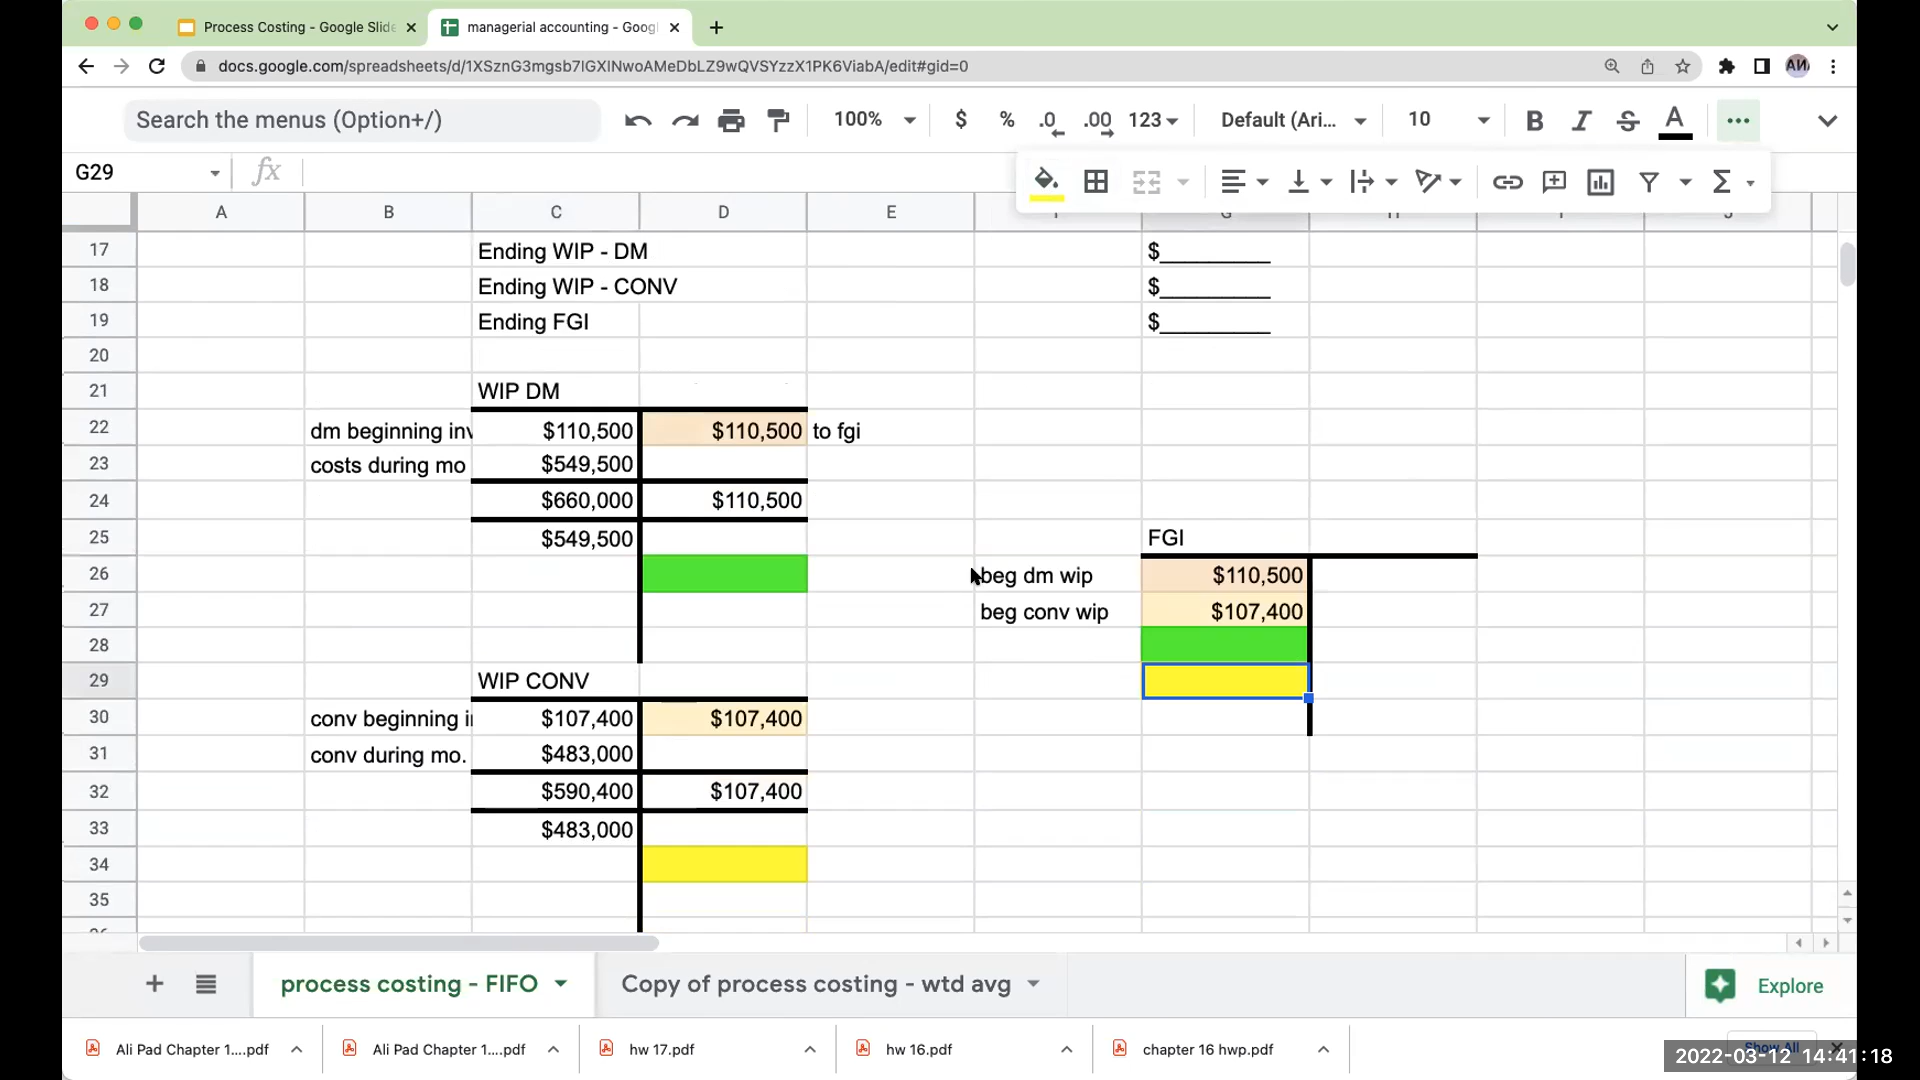 Process Costing - Google Slide
managerial accounting - Googl
docs.google.com/spreadsheets/d/1XSznG3mgsb7IGXINwoAMeDbLZ9wQVSYzzX1PK6ViabA/edit#gid=0
Search the menus (Option+/)
100%
$
%
.0
.00
123
Default (Ari...
10
B
I
S
A
G29
fx
A
B
C
D
E
17
Ending WIP - DM
$_________
18
Ending WIP - CONV
$_________
19
Ending FGI
$_________
20
21
WIP DM
22
dm beginning inv
$110,500
$110,500
to fgi
23
costs during mo
$549,500
24
$660,000
$110,500
25
$549,500
FGI
26
beg dm wip
$110,500
27
beg conv wip
$107,400
28
29
WIP CONV
30
conv beginning i
$107,400
$107,400
31
conv during mo.
$483,000
32
$590,400
$107,400
33
$483,000
34
35
process costing - FIFO
Copy of process costing - wtd avg
Explore
Ali Pad Chapter 1....pdf
Ali Pad Chapter 1....pdf
hw 17.pdf
hw 16.pdf
chapter 16 hwp.pdf
Show All
2022-03-12 14:41:18